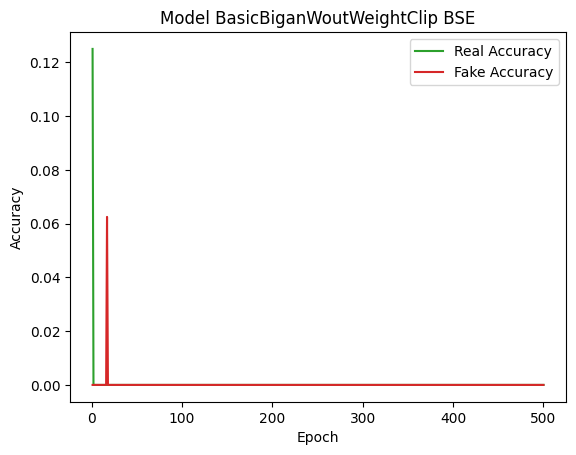 Model BasicBiganWoutWeightClip BSE
Real Accuracy
Fake Accuracy
Accuracy
0.12
0.10
0.08
0.06
0.04
0.02
0.00
0
100
200
300
400
500
Epoch